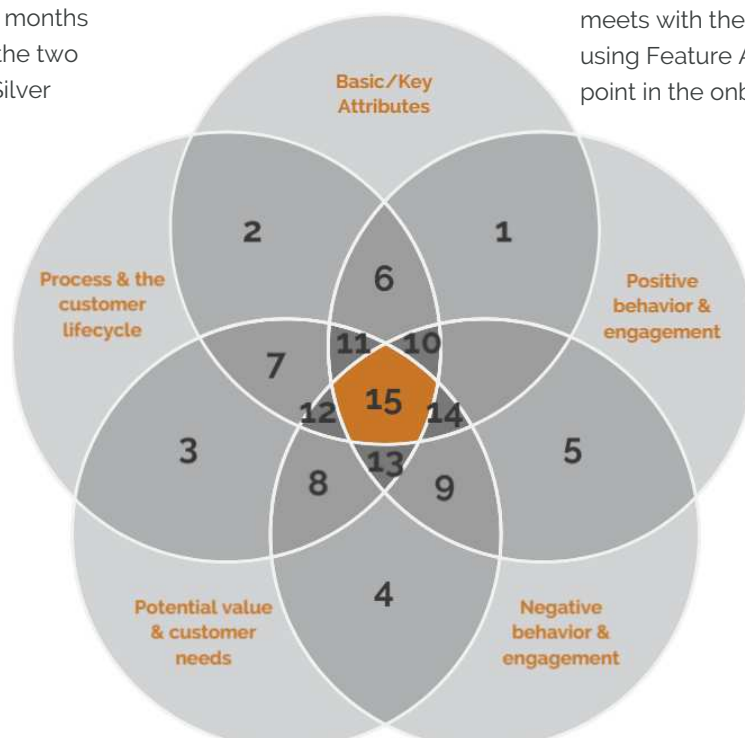 months
the two
Silver
meets with the
using Feature A
point in the onb
Basic/Key
Attributes
2
1
6
Process & the
customer
lifecycle
Positive
behavior &
engagement
11
10
7
15
12
14
3
5
13
8
9
4
Potential value
& customer
needs
Negative
behavior &
engagement